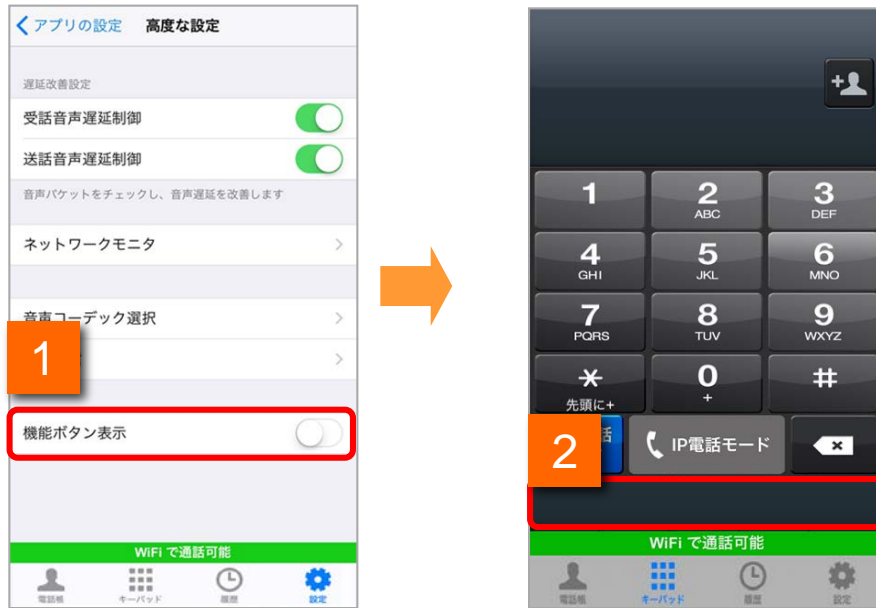 アプリの設定 高度な設定
遅延改善設定
受話音声遅延制御
送話音声遅延制御
音声パケットをチェックし、音声遅延を改善します
ネットワークモニタ
音声コーデック選択
1
機能ボタン表示
WiFi で通話可能
電話帳 キーパッド 履歴 設定
1 2 3
ABC DEF
4 5 6
GHI JKL MNO
7 8 9
PQRS TUV WXYZ
* 0 #
先頭に+ +
2 話 IP電話モード
WiFi で通話可能
電話帳 キーパッド 履歴 設定